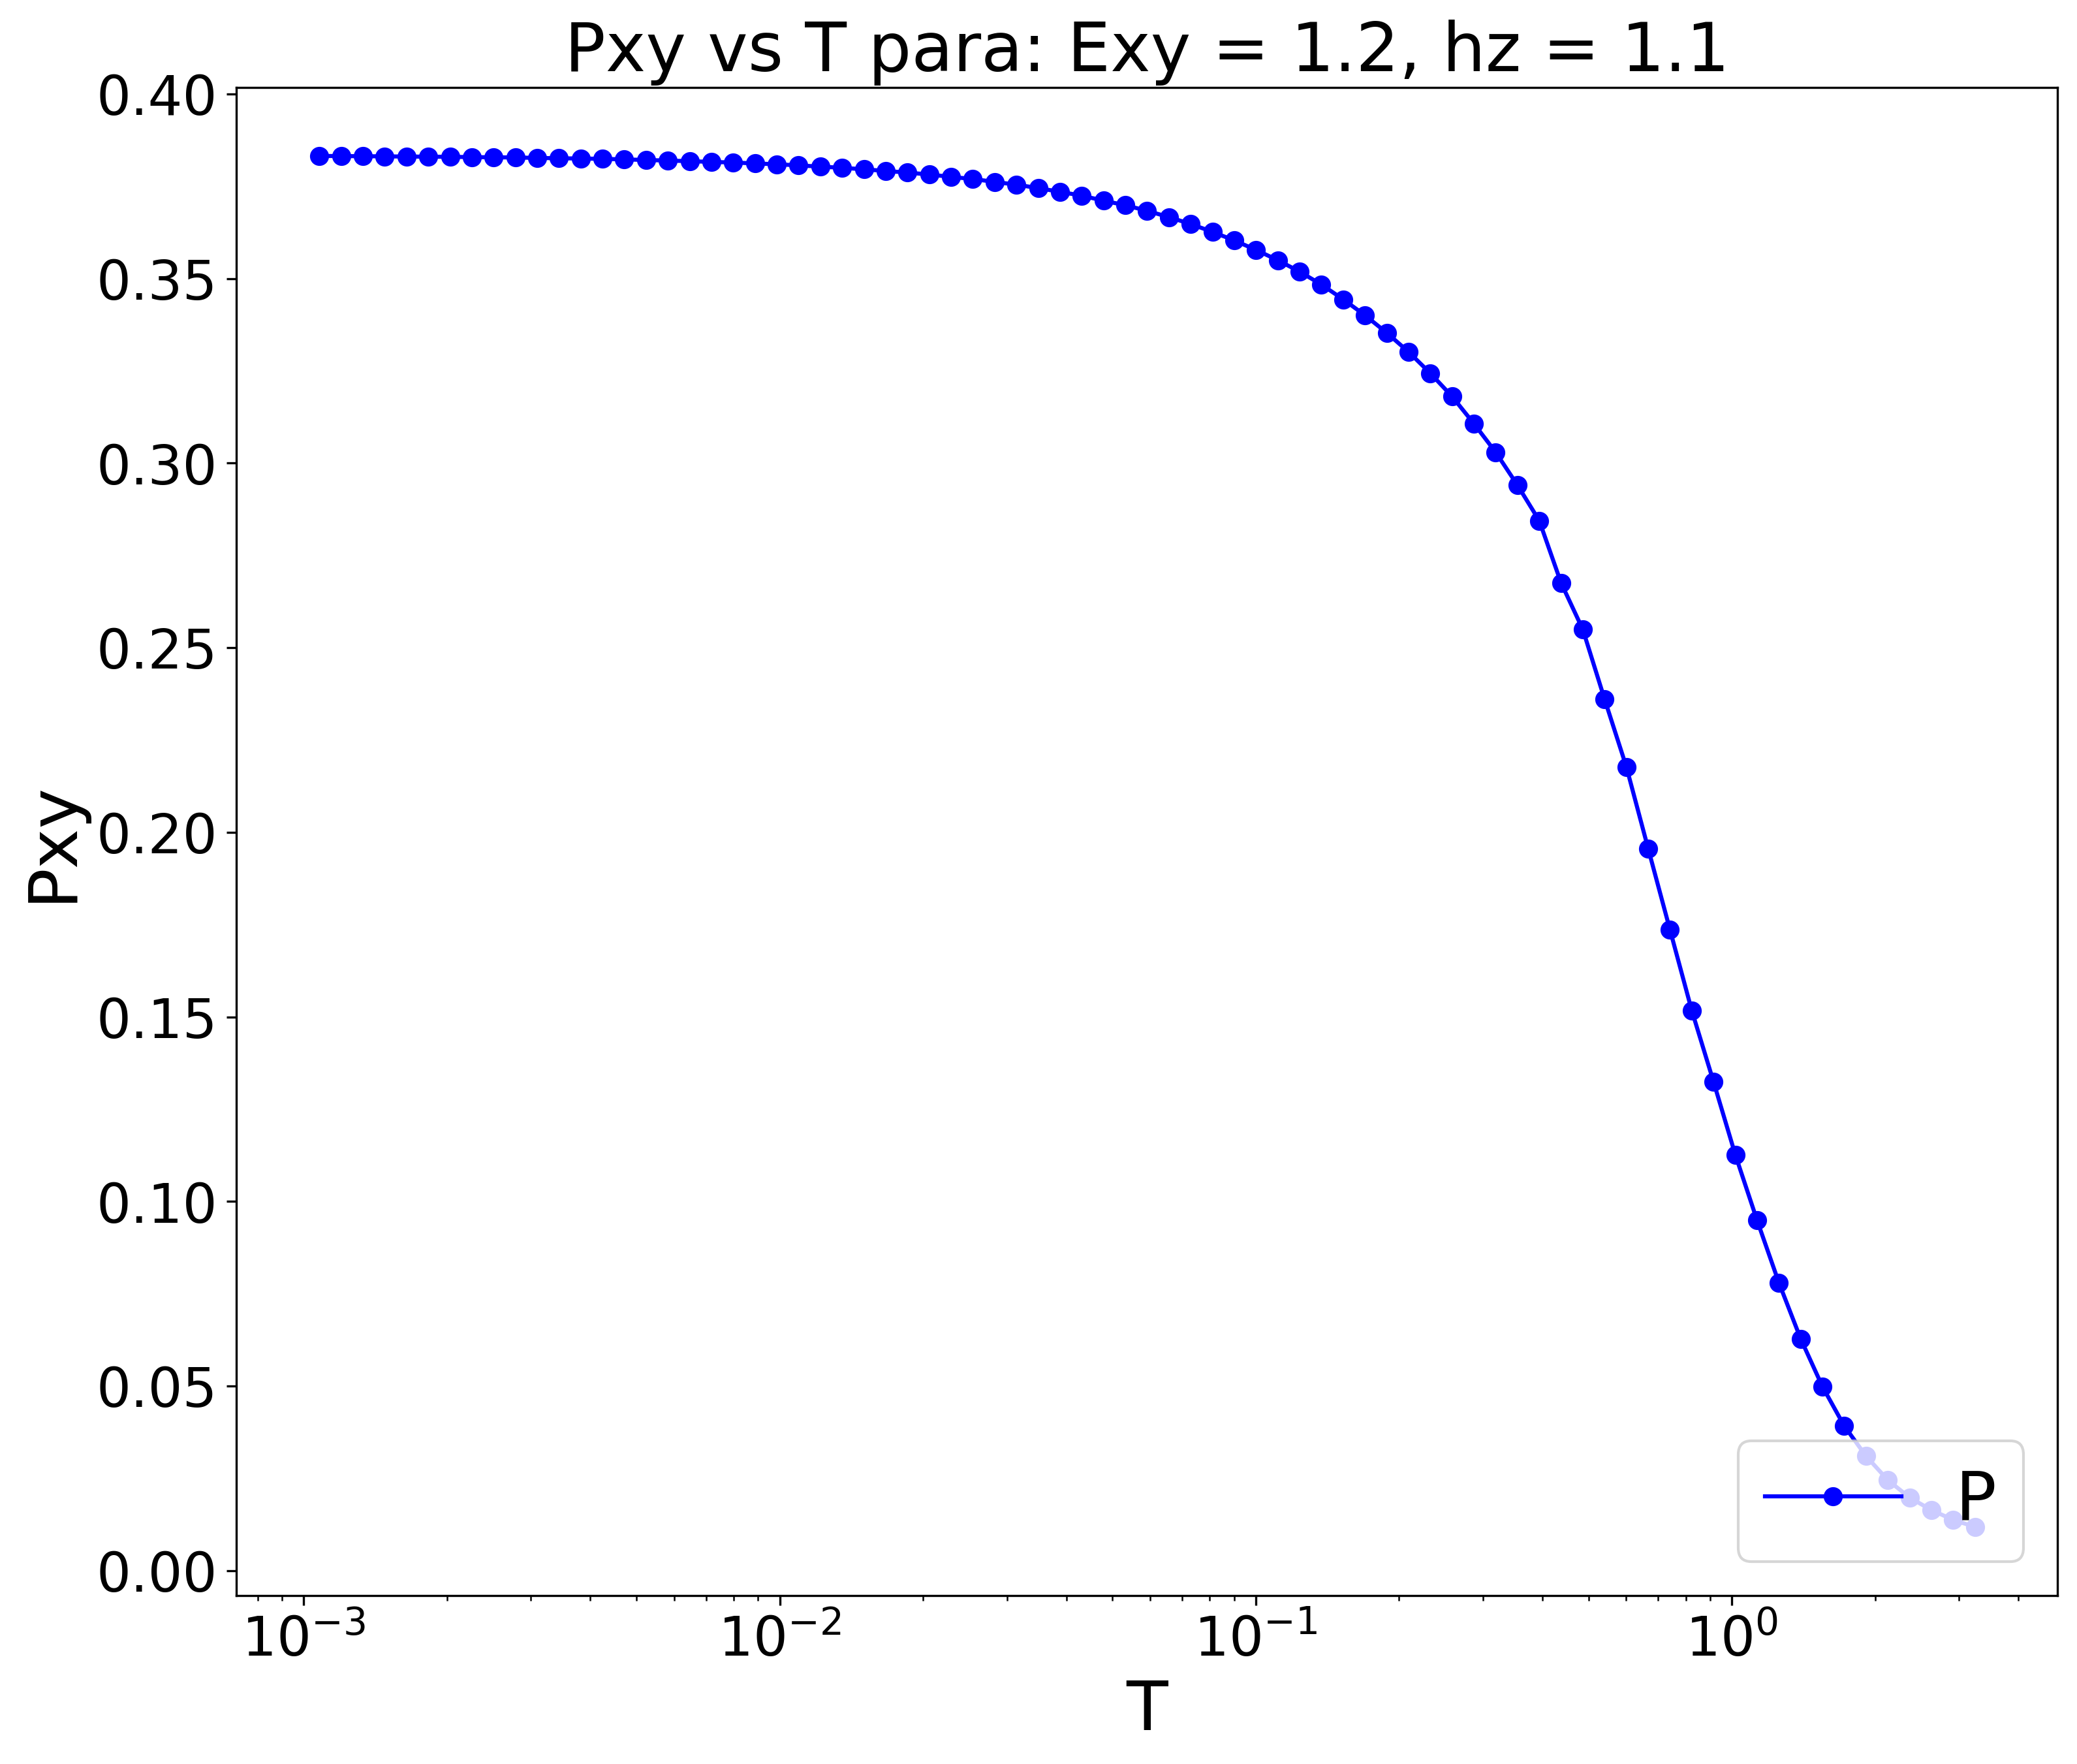 Pxy vs T para: Exy = 1.2, hz = 1.1
0.40
0.35
0.30
0.25
0.20
0.15
0.10
0.05
0.00
Pxy
P
10⁻³ 10⁻² 10⁻¹ 10⁰
T